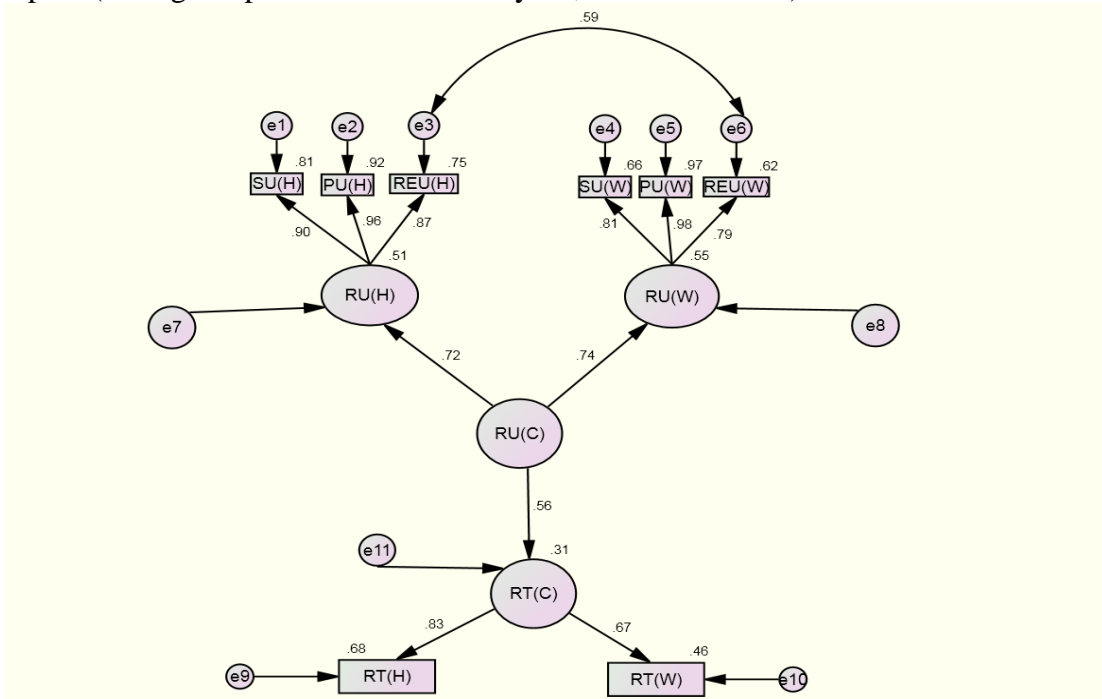 .59
e1 e2 e3 e4 e5 e6
.81 .92 .75 .66 .97 .62
SU(H) PU(H) REU(H) SU(W) PU(W) REU(W)
.90 .96 .87 .81 .98 .79
.51 .55
RU(H) RU(W)
e7 e8
.72 .74
RU(C)
.56
e11 .31
RT(C)
.83 .67
.68 .46
e9 RT(H) RT(W) e10